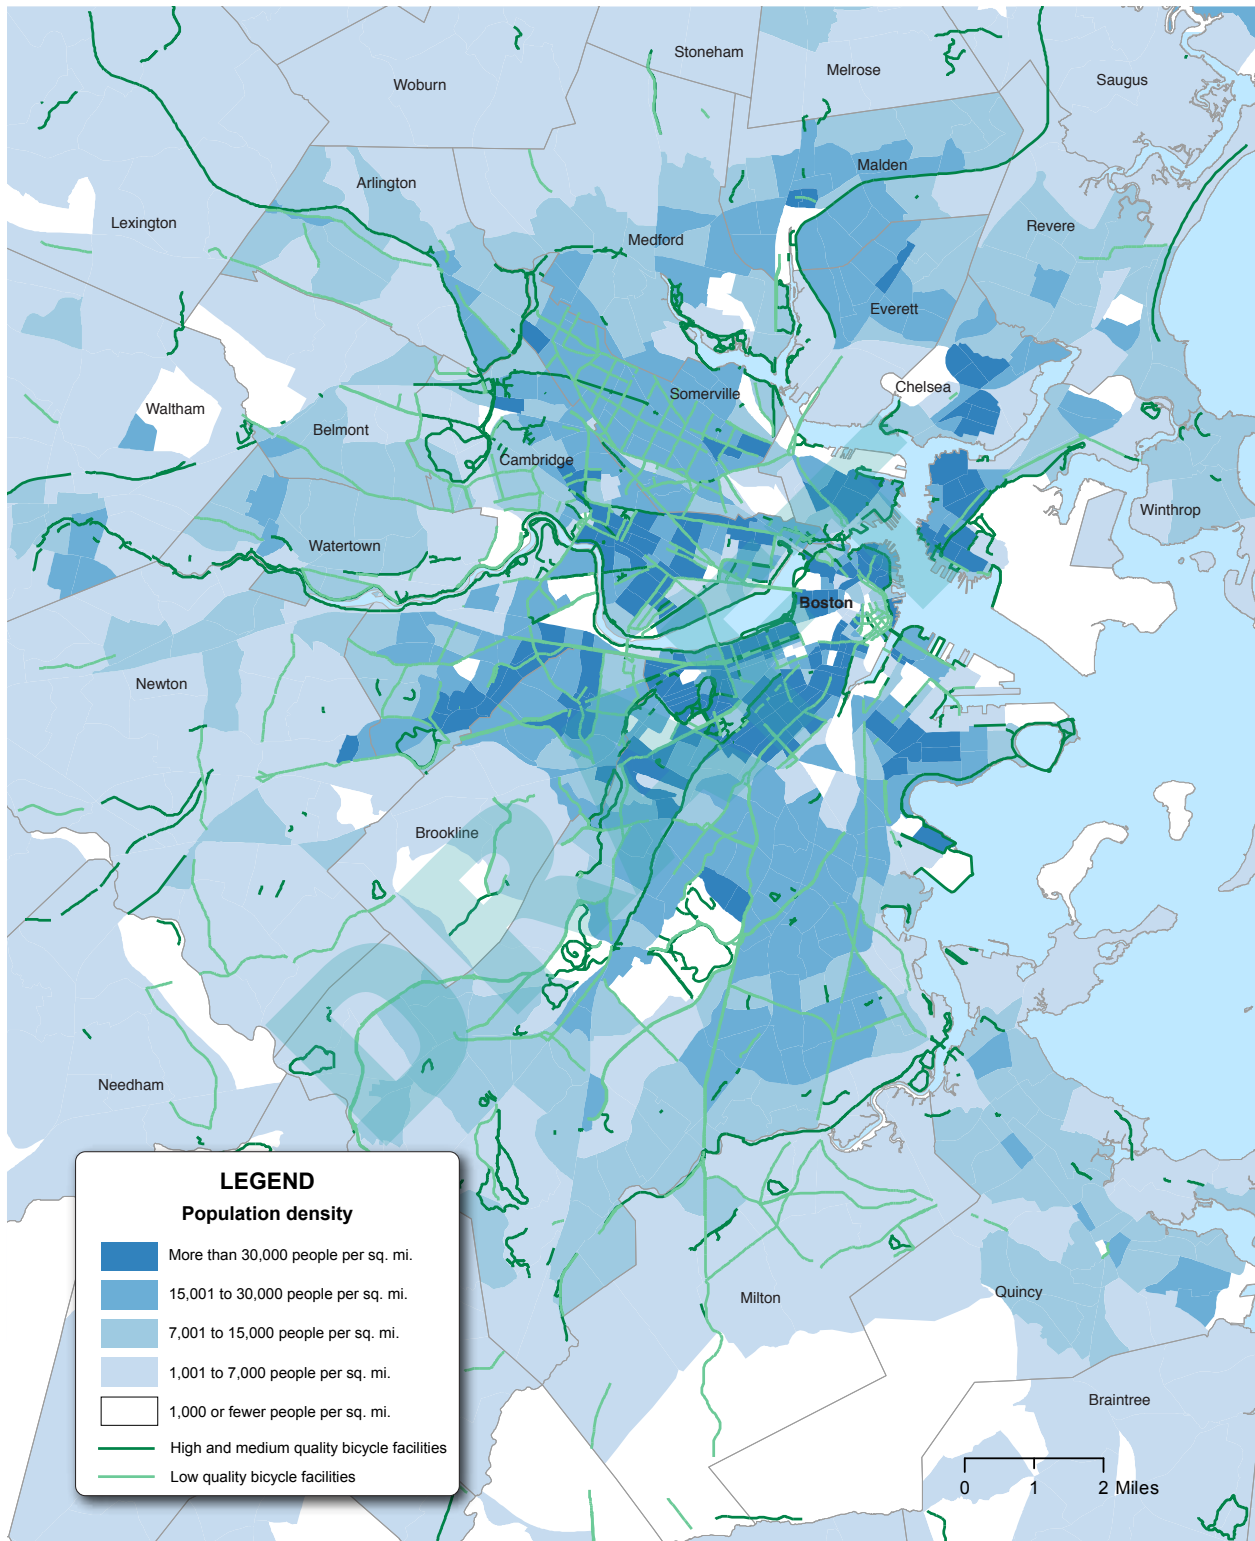 Stoneham
Melrose
Woburn
Saugus
Malden
Arlington
Lexington
Revere
Medford
Everett
Chelsea
Somerville
Waltham
Belmont
Cambridge
Winthrop
Watertown
Boston
Newton
Brookline
Needham
Quincy
Milton
Braintree
LEGEND
Population density
More than 30,000 people per sq. mi.
15,001 to 30,000 people per sq. mi.
7,001 to 15,000 people per sq. mi.
1,001 to 7,000 people per sq. mi.
1,000 or fewer people per sq. mi.
High and medium quality bicycle facilities
Low quality bicycle facilities
0 1 2 Miles